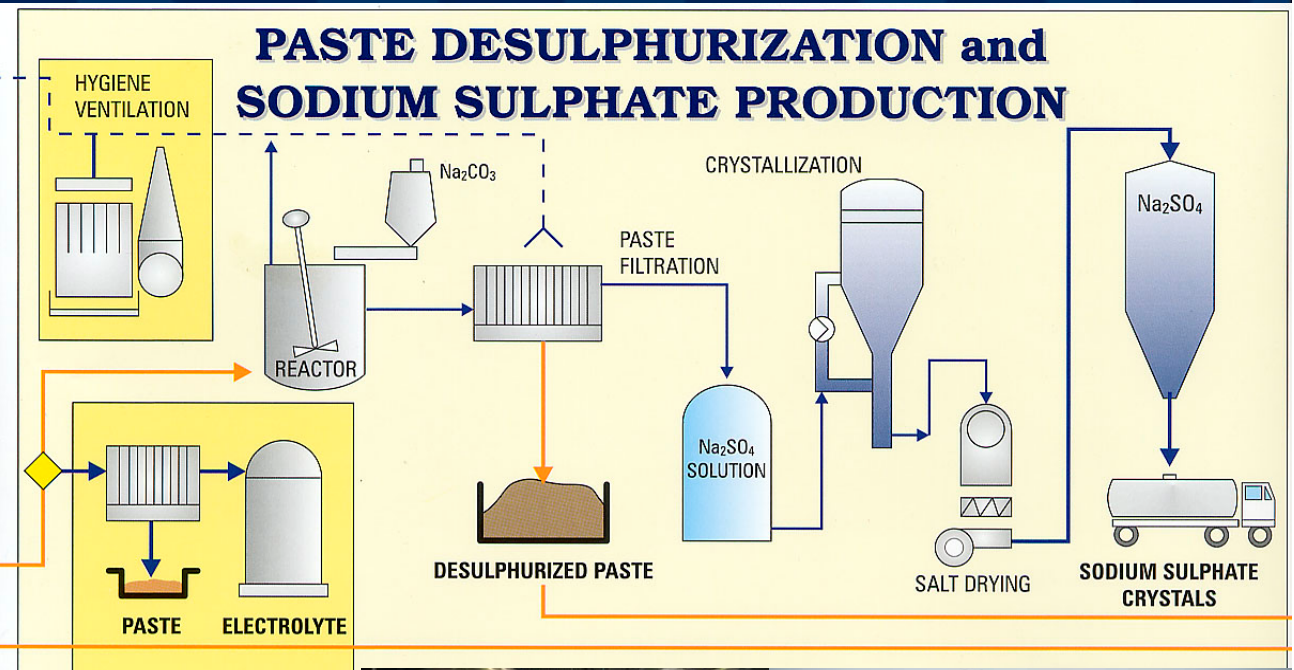 PASTE DESULPHURIZATION and
SODIUM SULPHATE PRODUCTION
HYGIENE
VENTILATION
Na₂CO₃
CRYSTALLIZATION
Na₂SO₄
PASTE
FILTRATION
REACTOR
Na₂SO₄
SOLUTION
DESULPHURIZED PASTE
SALT DRYING
SODIUM SULPHATE
CRYSTALS
PASTE
ELECTROLYTE